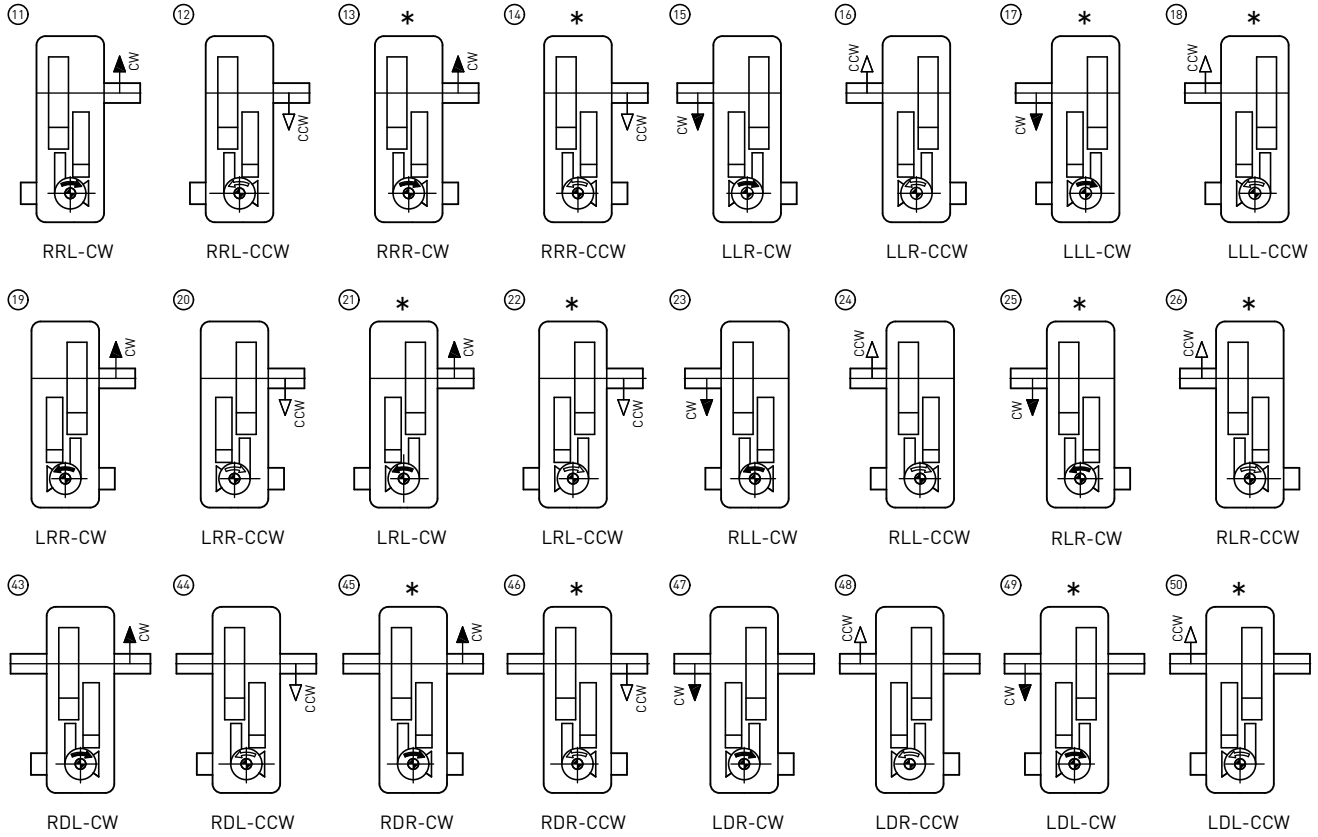 11 12 13 * 14 * 15 16 17 * 18 *
CW CCW CW CCW CW CCW CW CCW
RRL-CW RRL-CCW RRR-CW RRR-CCW LLR-CW LLR-CCW LLL-CW LLL-CCW
19 20 21 * 22 * 23 24 25 * 26 *
CW CCW CW CCW CW CCW CW CCW
LRR-CW LRR-CCW LRL-CW LRL-CCW RLL-CW RLL-CCW RLR-CW RLR-CCW
43 44 45 * 46 * 47 48 49 * 50 *
CW CCW CW CCW CW CCW CW CCW
RDL-CW RDL-CCW RDR-CW RDR-CCW LDR-CW LDR-CCW LDL-CW LDL-CCW